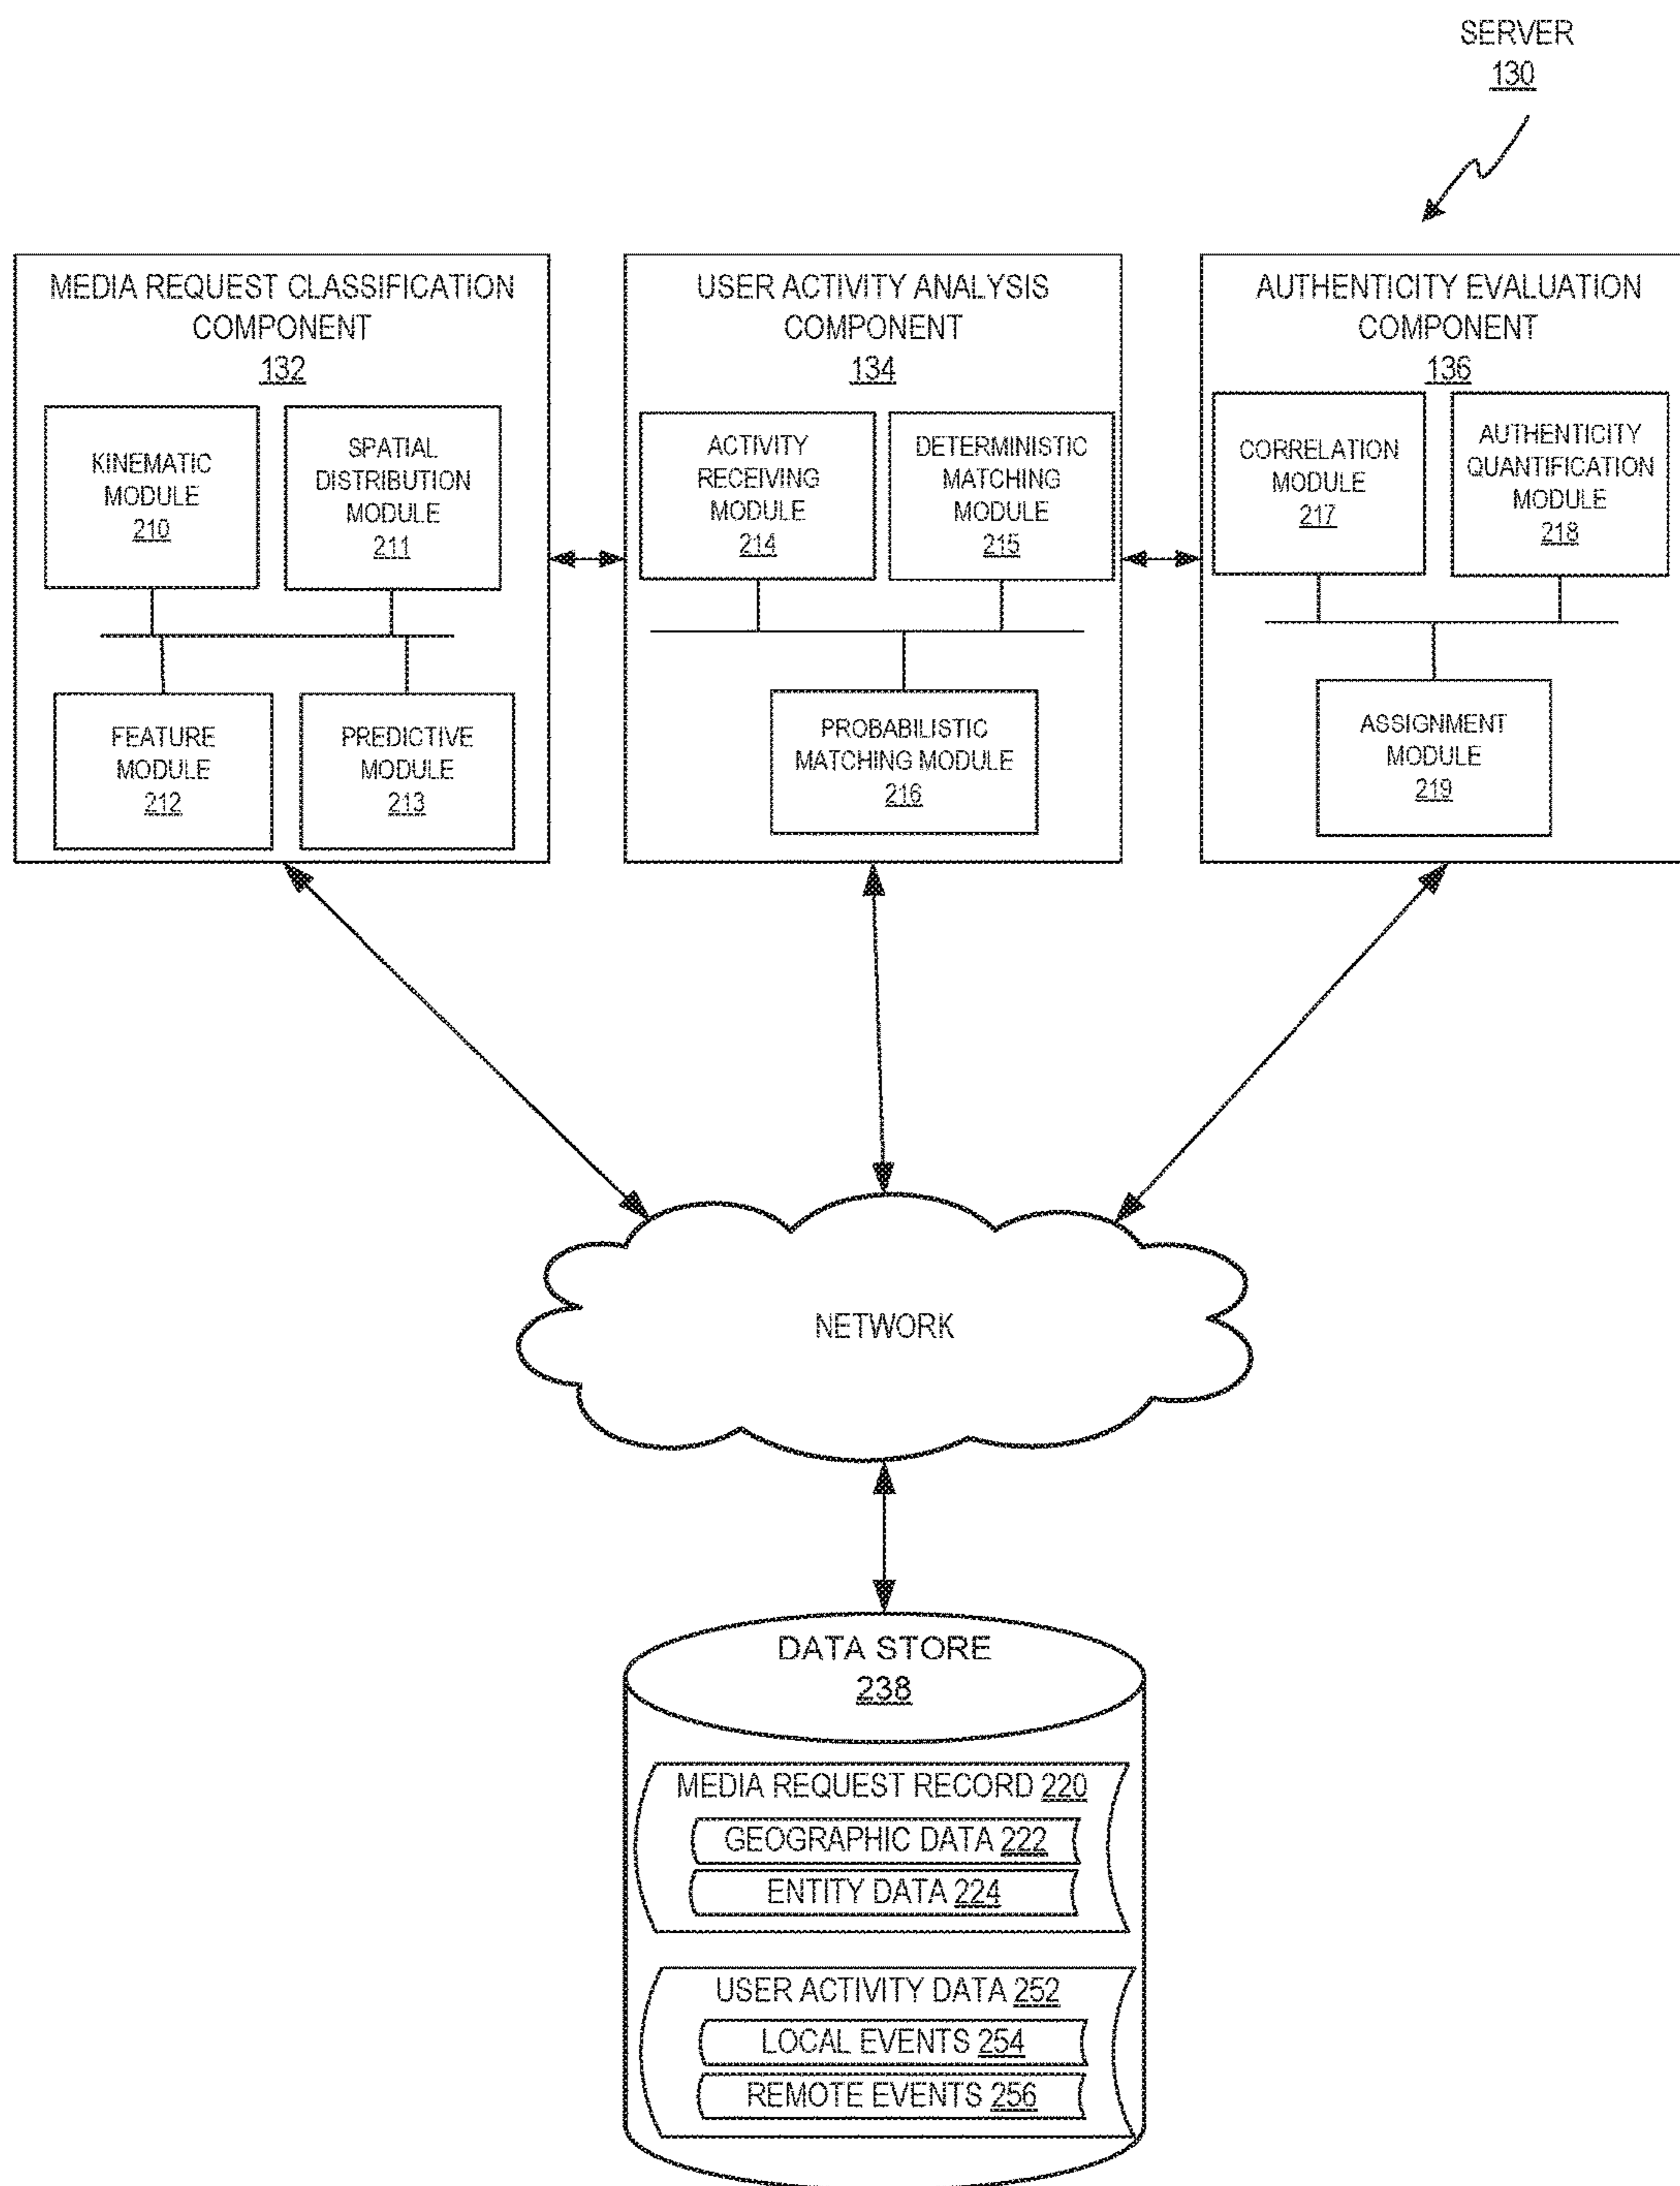 SERVER
130
MEDIA REQUEST CLASSIFICATION
COMPONENT
132
KINEMATIC
MODULE
210
SPATIAL
DISTRIBUTION
MODULE
211
FEATURE
MODULE
212
PREDICTIVE
MODULE
213
USER ACTIVITY ANALYSIS
COMPONENT
134
ACTIVITY
RECEIVING
MODULE
214
DETERMINISTIC
MATCHING
MODULE
215
PROBABILISTIC
MATCHING MODULE
216
AUTHENTICITY EVALUATION
COMPONENT
136
CORRELATION
MODULE
217
AUTHENTICITY
QUANTIFICATION
MODULE
218
ASSIGNMENT
MODULE
219
NETWORK
DATA STORE
238
MEDIA REQUEST RECORD 220
GEOGRAPHIC DATA 222
ENTITY DATA 224
USER ACTIVITY DATA 252
LOCAL EVENTS 254
REMOTE EVENTS 256